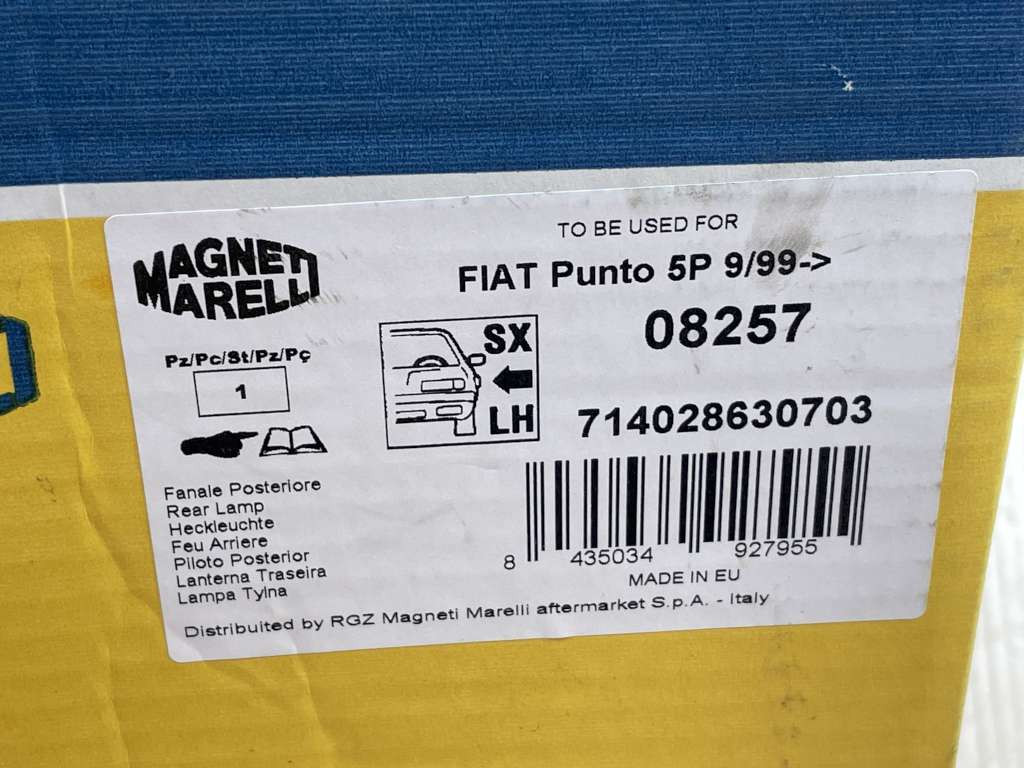 MAGNETI
MARELLI
TO BE USED FOR
FIAT Punto 5P 9/99->
08257
Pz/Pc/St/Pz/Pç
1
SX
LH
714028630703
Fanale Posteriore
Rear Lamp
Heckleuchte
Feu Arriere
Piloto Posterior
Lanterna Traseira
Lampa Tylna
8 435034 927955
MADE IN EU
Distribuited by RGZ Magneti Marelli aftermarket S.p.A. - Italy